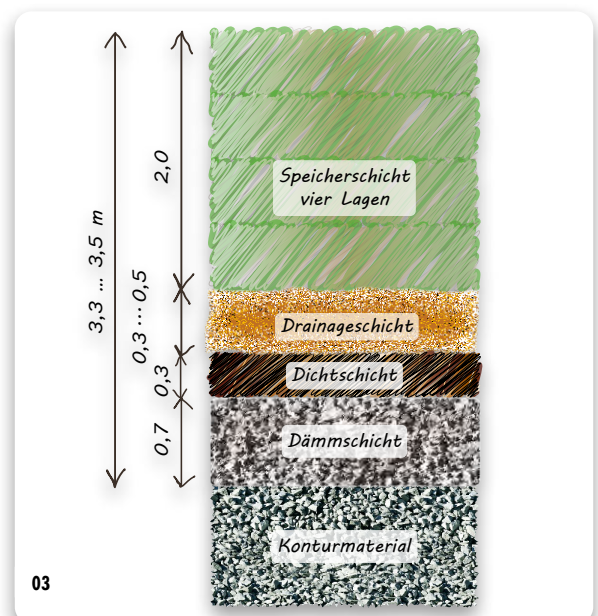 2,0
3,3 ... 3,5 m
0,3 ... 0,5
0,3
0,7
Speicherschicht
vier Lagen
Drainageschicht
Dichtschicht
Dämmschicht
Konturmaterial
03